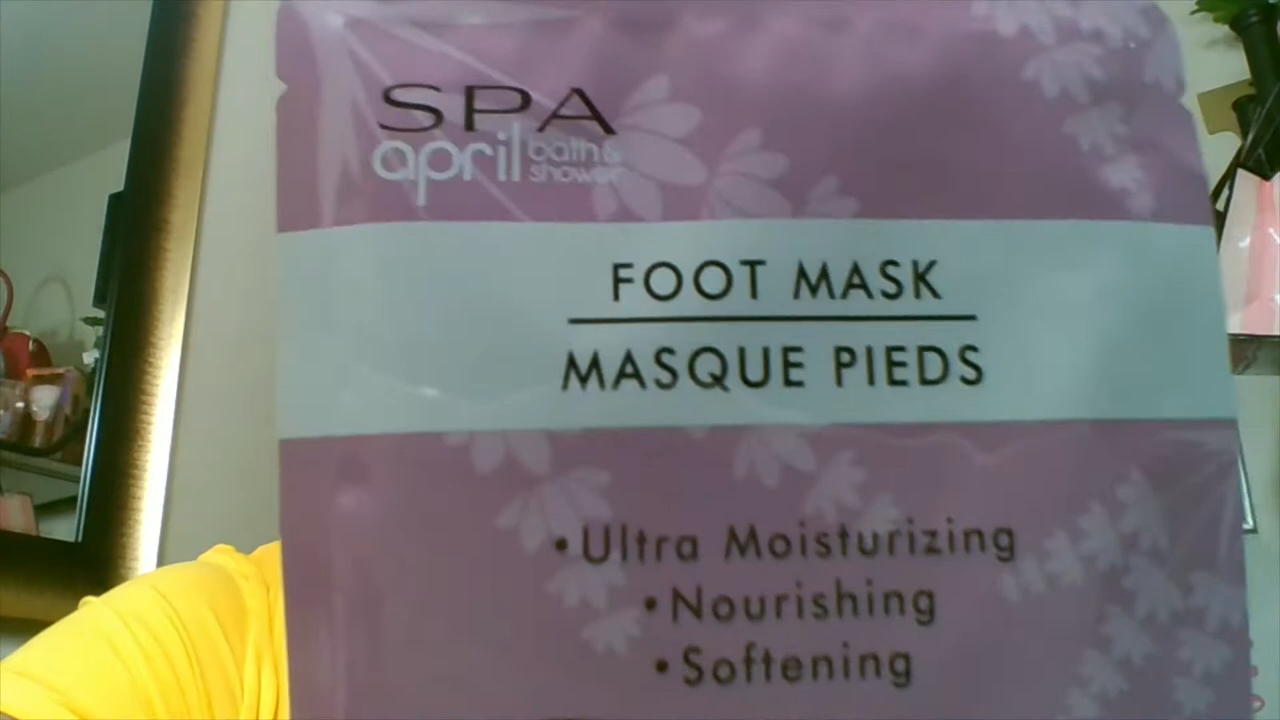 SPA
april bath &
shower
FOOT MASK
MASQUE PIEDS
•Ultra Moisturizing
•Nourishing
•Softening